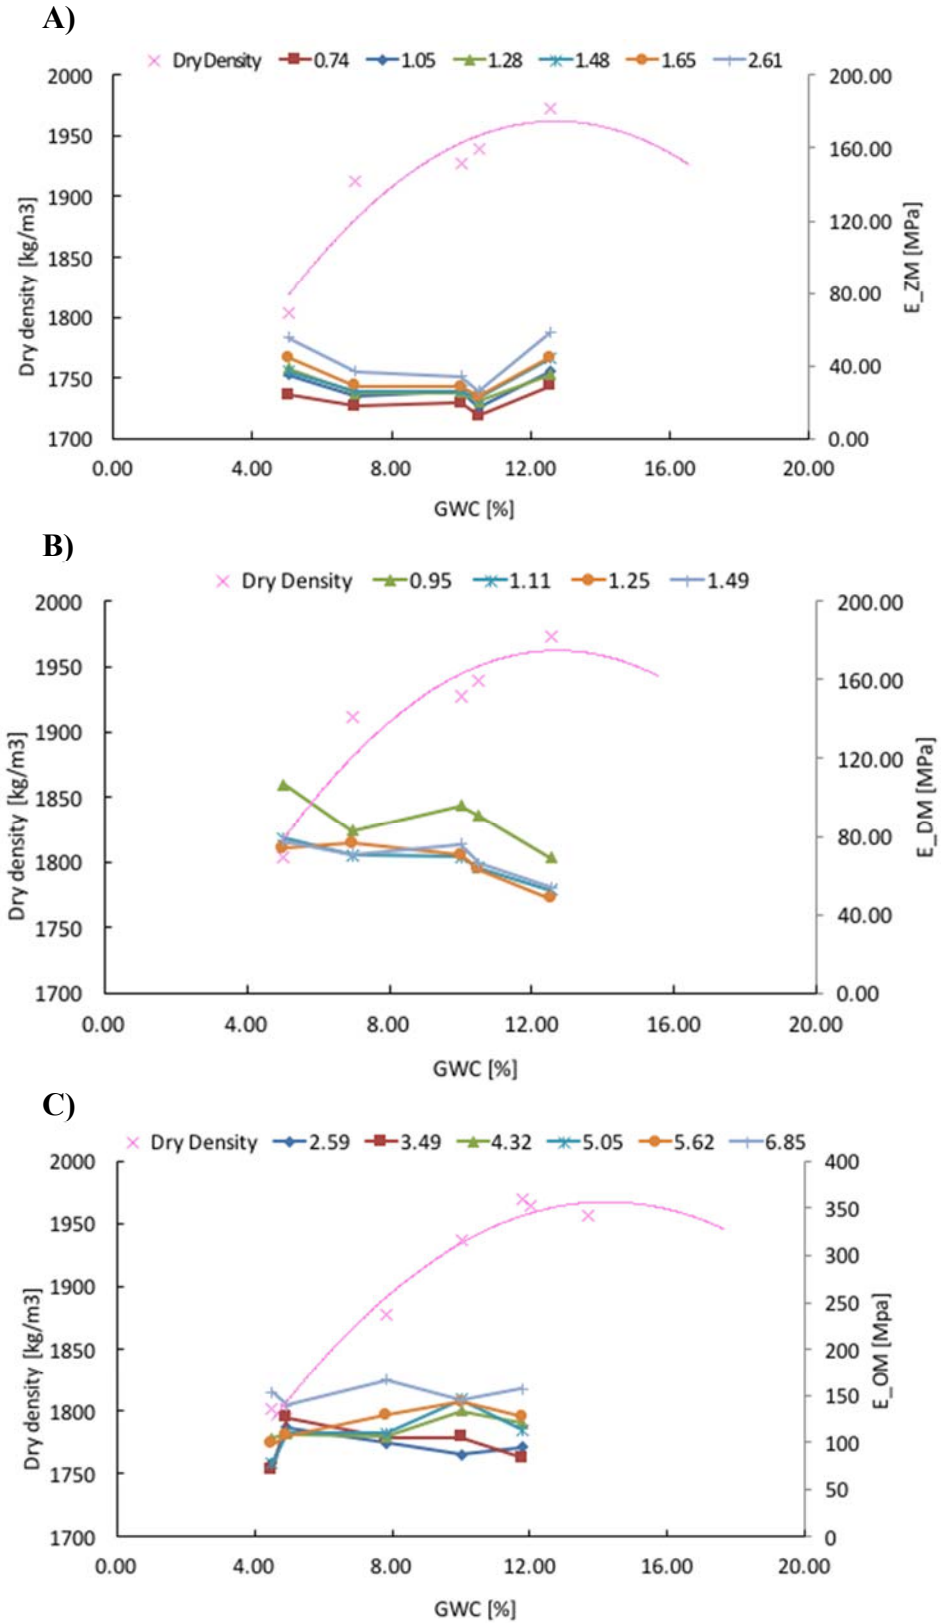 A)
Dry Density 0.74 1.05 1.28 1.48 1.65 2.61
2000 200.00
1950 160.00
1900
120.00
1850
80.00
1800
1750 40.00
1700 0.00
0.00 4.00 8.00 12.00 16.00 20.00
Dry density [kg/m3]
E_ZM [MPa]
GWC [%]
B)
Dry Density 0.95 1.11 1.25 1.49
2000 200.00
1950
160.00
1900
120.00
1850
80.00
1800
1750 40.00
1700 0.00
0.00 4.00 8.00 12.00 16.00 20.00
Dry density [kg/m3]
E_DM [MPa]
GWC [%]
C)
Dry Density 2.59 3.49 4.32 5.05 5.62 6.85
2000 400
1950 350
300
1900
250
1850 200
150
1800
100
1750
50
1700 0
0.00 4.00 8.00 12.00 16.00 20.00
Dry density [kg/m3]
E_OM [Mpa]
GWC [%]